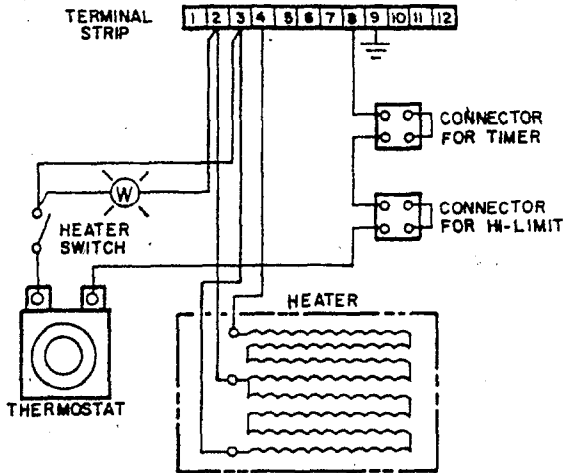 TERMINAL
STRIP
1 2 3 4 5 6 7 8 9 10 11 12
CONNECTOR
FOR TIMER
W
HEATER
SWITCH
CONNECTOR
FOR HI-LIMIT
HEATER
THERMOSTAT